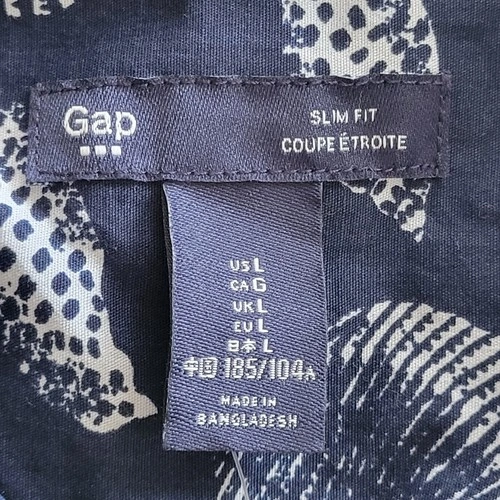 Gap
SLIM FIT
COUPE ÉTROITE
US L
CA G
UK L
EU L
日本 L
中国 185/104A
MADE IN
BANGLADESH